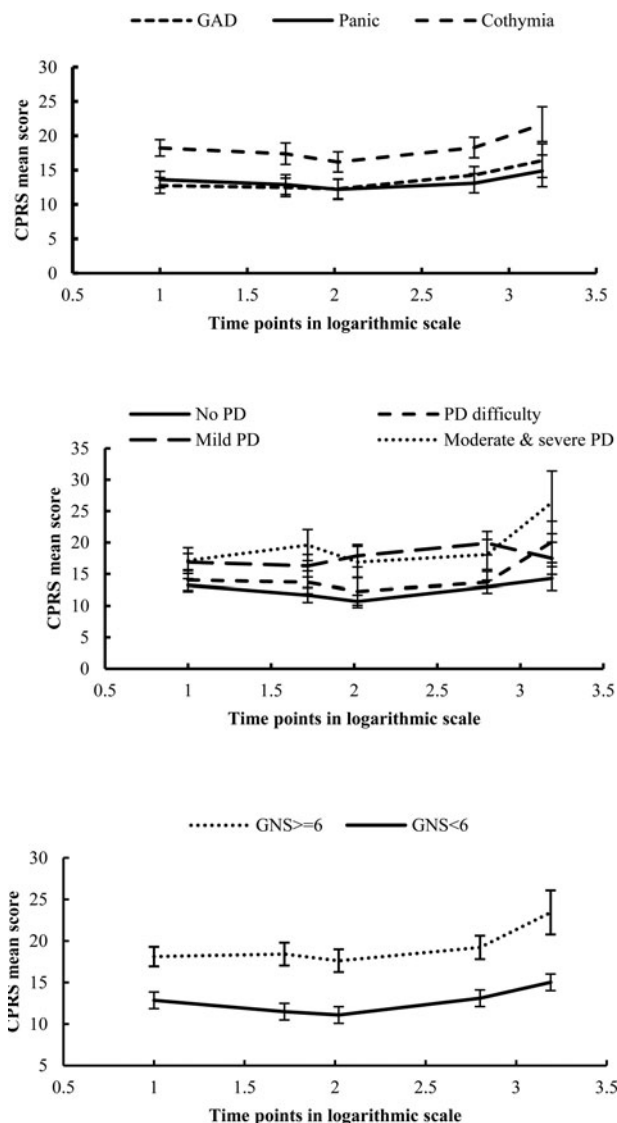 GAD Panic Cothymia
30
25
20
15
10
5
0
0.5 1 1.5 2 2.5 3 3.5
CPRS mean score
Time points in logarithmic scale
No PD PD difficulty
Mild PD Moderate & severe PD
35
30
25
20
15
10
5
0
0.5 1 1.5 2 2.5 3 3.5
CPRS mean score
Time points in logarithmic scale
GNS>=6 GNS<6
30
25
20
15
10
5
0.5 1 1.5 2 2.5 3 3.5
CPRS mean score
Time points in logarithmic scale